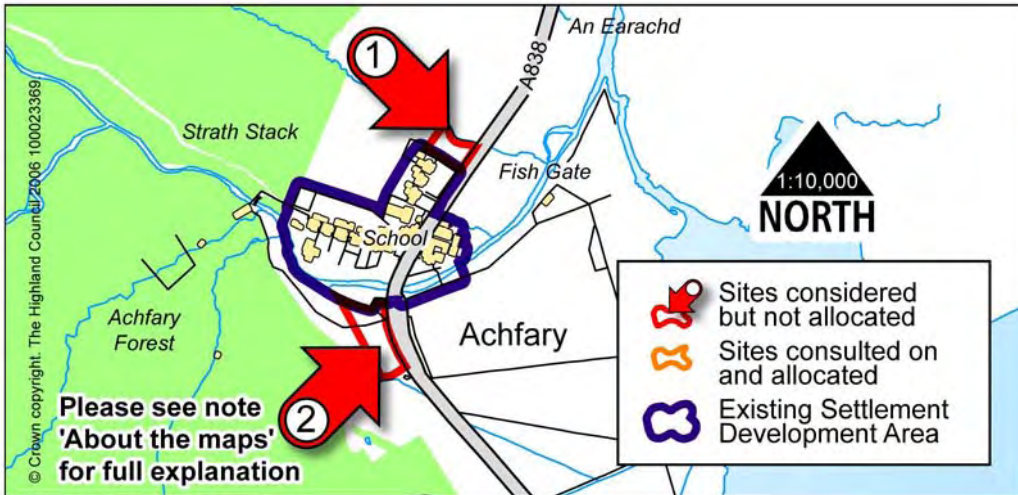 An Earachd
1
A838
Strath Stack
Fish Gate
1:10,000
NORTH
School
Sites considered
but not allocated
Achfary
Forest
Achfary
Sites consulted on
and allocated
Existing Settlement
Development Area
2
Please see note
'About the maps'
for full explanation
© Crown copyright. The Highland Council 2006 100023369